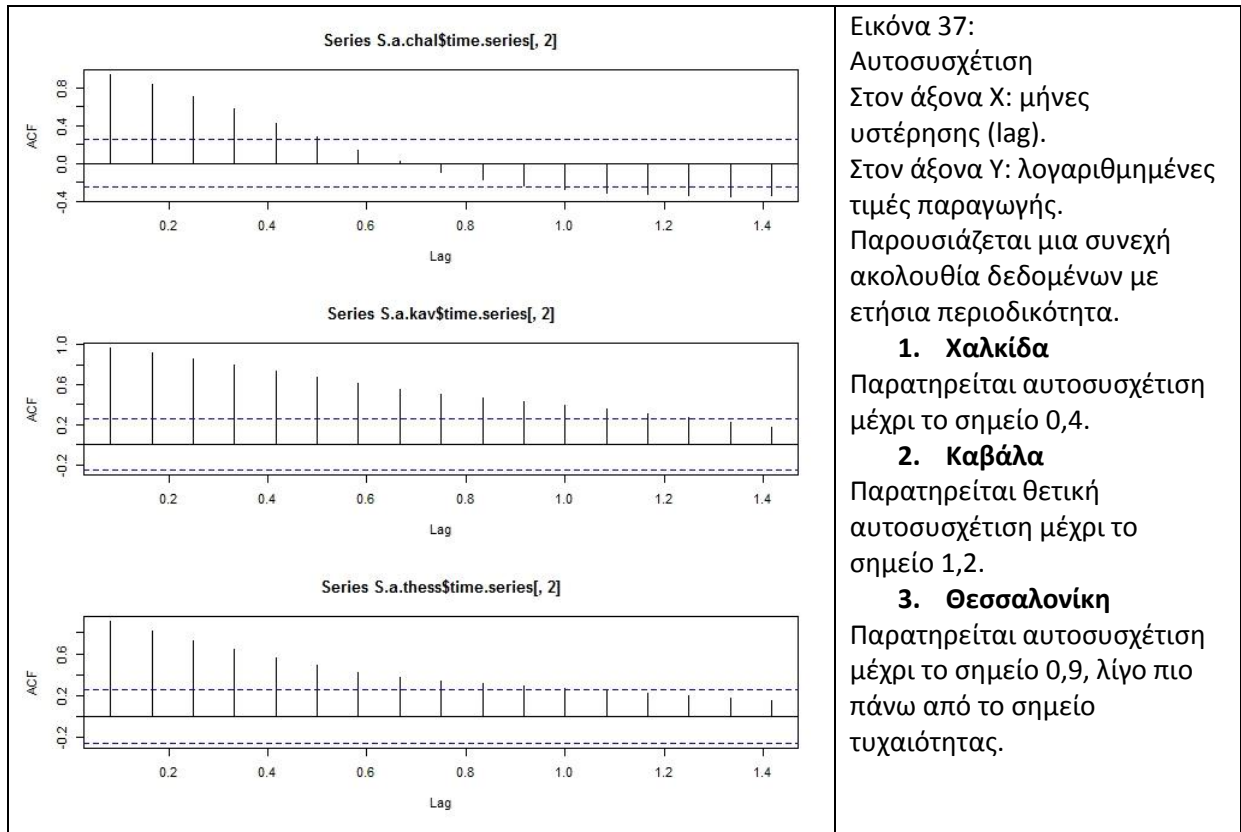 Series S.a.chal$time.series[, 2]
ACF
0.8
0.4
0.0
-0.4
0.2 0.4 0.6 0.8 1.0 1.2 1.4
Lag
Series S.a.kav$time.series[, 2]
ACF
1.0
0.6
0.2
-0.2
0.2 0.4 0.6 0.8 1.0 1.2 1.4
Lag
Series S.a.thess$time.series[, 2]
ACF
0.6
0.2
-0.2
0.2 0.4 0.6 0.8 1.0 1.2 1.4
Lag
Εικόνα 37:
Αυτοσυσχέτιση
Στον άξονα Χ: μήνες
υστέρησης (lag).
Στον άξονα Υ: λογαριθμημένες
τιμές παραγωγής.
Παρουσιάζεται μια συνεχή
ακολουθία δεδομένων με
ετήσια περιοδικότητα.
1. Χαλκίδα
Παρατηρείται αυτοσυσχέτιση
μέχρι το σημείο 0,4.
2. Καβάλα
Παρατηρείται θετική
αυτοσυσχέτιση μέχρι το
σημείο 1,2.
3. Θεσσαλονίκη
Παρατηρείται αυτοσυσχέτιση
μέχρι το σημείο 0,9, λίγο πιο
πάνω από το σημείο
τυχαιότητας.